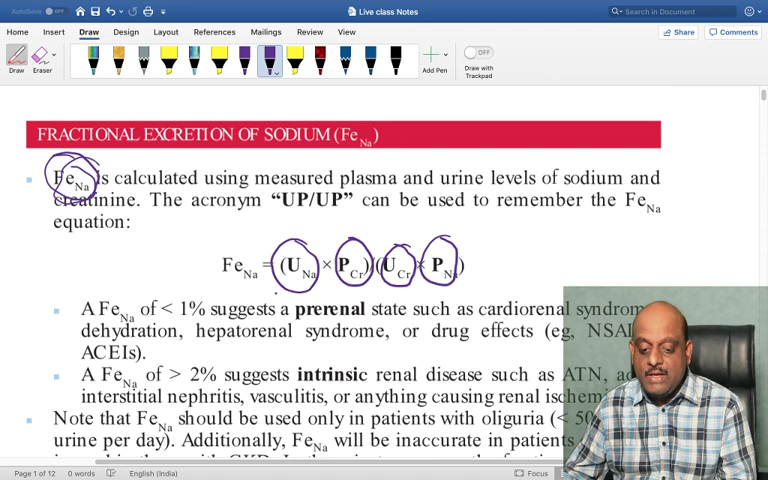 AutoSave OFF
Live class Notes
Search in Document
Home Insert Draw Design Layout References Mailings Review View
Share Comments
Draw Eraser Add Pen Draw with Trackpad
OFF
FRACTIONAL EXCRETION OF SODIUM (FeNa)
FeNa is calculated using measured plasma and urine levels of sodium and
creatinine. The acronym “UP/UP” can be used to remember the FeNa
equation:
FeNa = (UNa × PCr)/(UCr × PNa)
A FeNa of < 1% suggests a prerenal state such as cardiorenal syndrom
dehydration, hepatorenal syndrome, or drug effects (eg, NSAI
ACEIs).
A FeNa of > 2% suggests intrinsic renal disease such as ATN, ac
interstitial nephritis, vasculitis, or anything causing renal ischem
Note that FeNa should be used only in patients with oliguria (< 50
urine per day). Additionally, FeNa will be inaccurate in patients
Page 1 of 12 0 words English (India) Focus